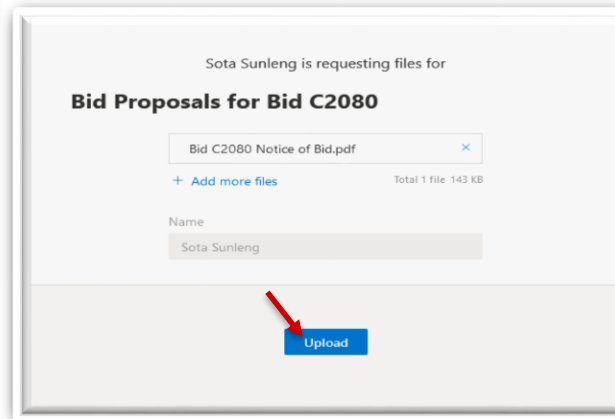 Sota Sunleng is requesting files for
Bid Proposals for Bid C2080
Bid C2080 Notice of Bid.pdf ×
+ Add more files Total 1 file 143 KB
Name
Sota Sunleng
Upload